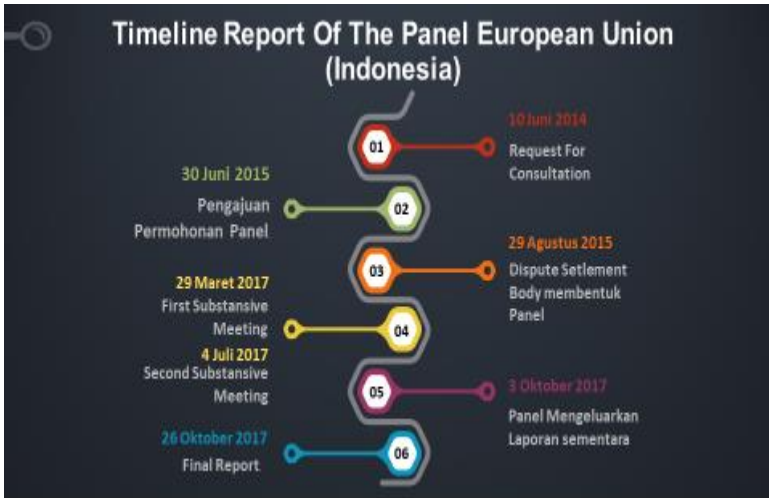 Timeline Report Of The Panel European Union
(Indonesia)
01
10 Juni 2014
Request For
Consultation
30 Juni 2015
Pengajuan
Permohonan Panel
02
03
29 Agustus 2015
Dispute Setlement
Body membentuk
Panel
29 Maret 2017
First Substansive
Meeting
04
4 Juli 2017
Second Substansive
Meeting
05
3 Oktober 2017
Panel Mengeluarkan
Laporan sementara
26 Oktober 2017
Final Report
06